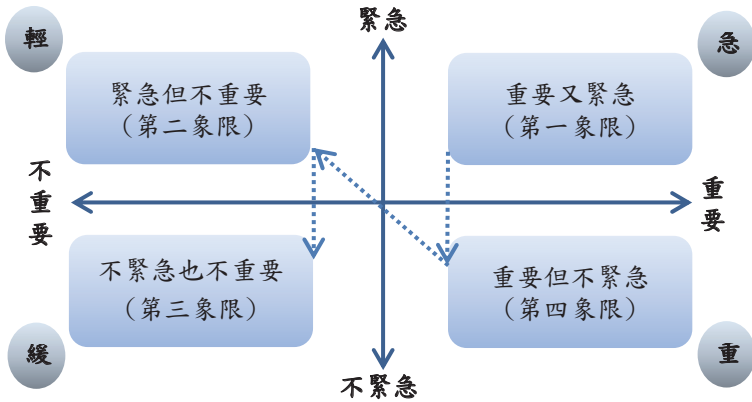 緊急
輕
急
緊急但不重要
(第二象限)
重要又緊急
(第一象限)
不重要
重要
不緊急也不重要
(第三象限)
重要但不緊急
(第四象限)
緩
重
不緊急